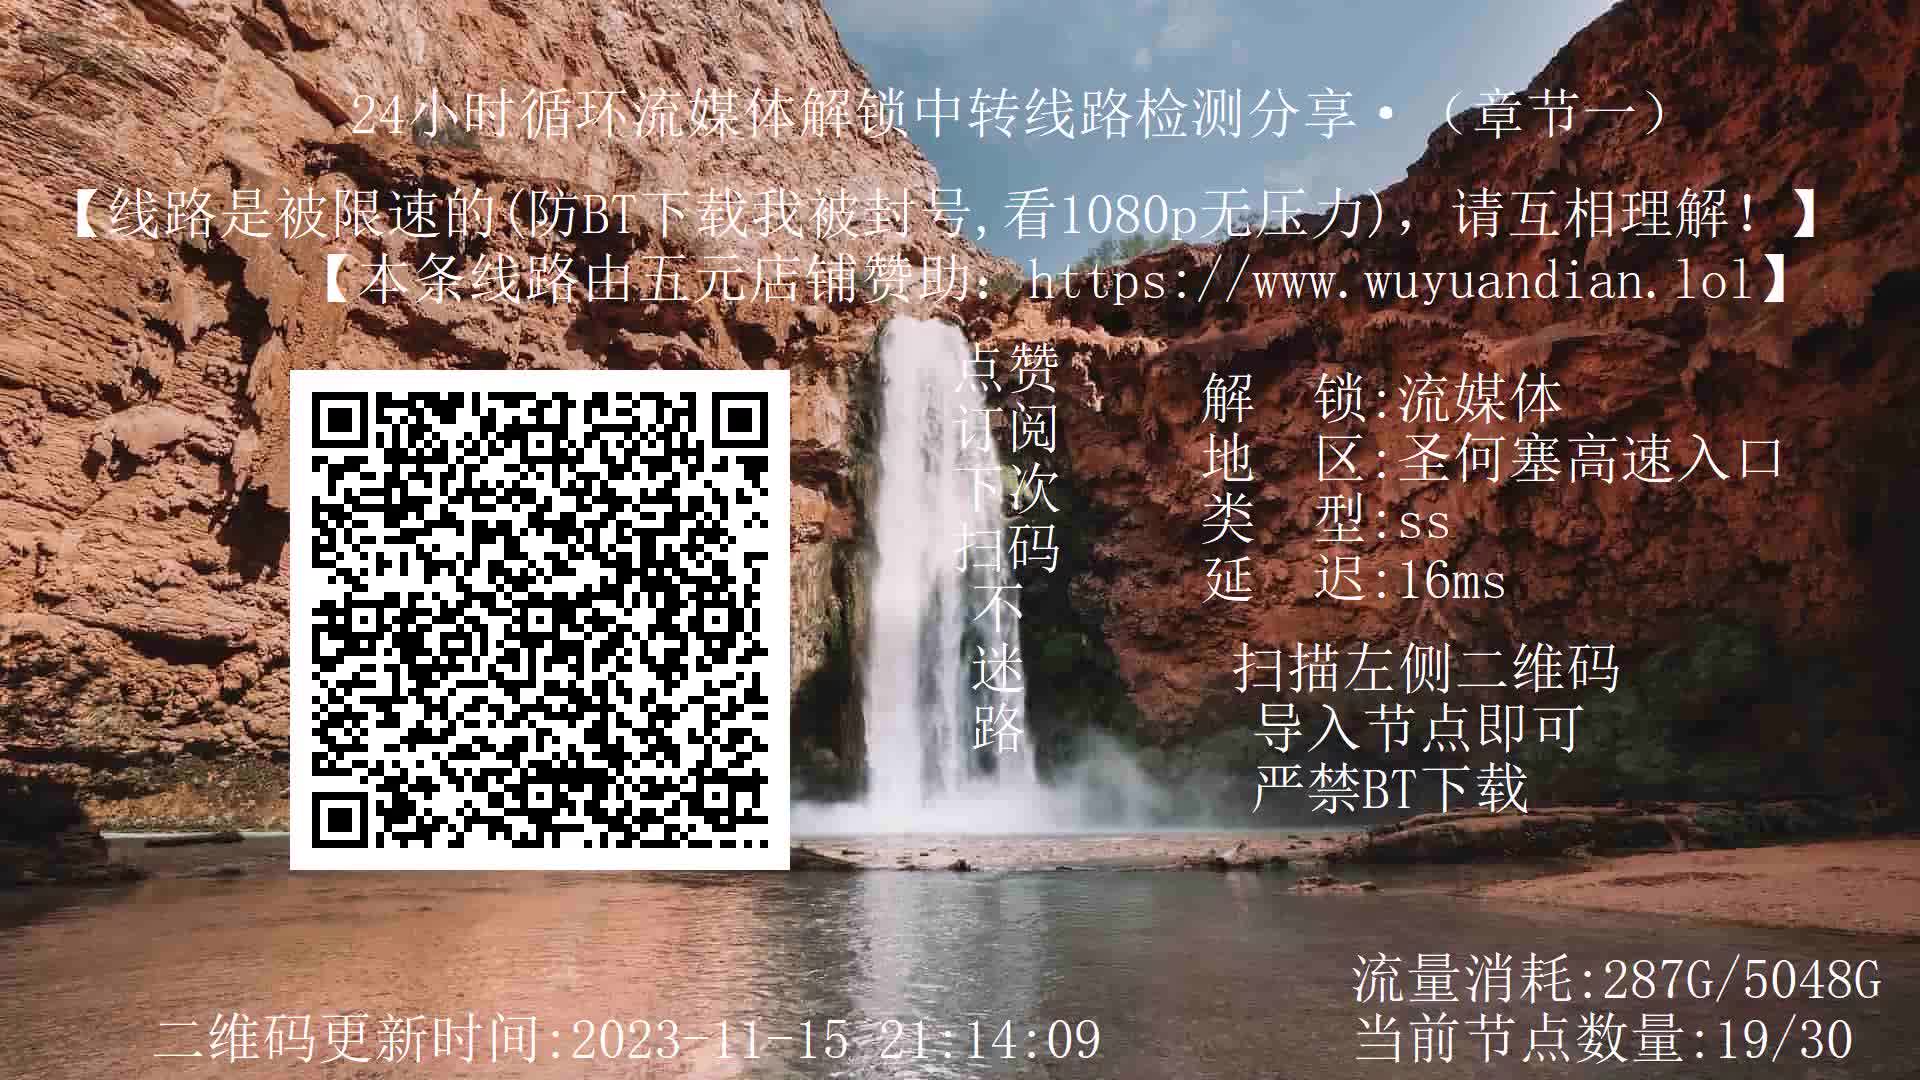 24小时循环流媒体解锁中转线路检测分享·（章节一）
【线路是被限速的(防BT下载我被封号,看1080p无压力)，请互相理解！】
【本条线路由五元店铺赞助：https://www.wuyuandian.lol】
点赞
订阅
下次
扫码
不
迷
路
解　锁:流媒体
地　区:圣何塞高速入口
类　型:ss
延　迟:16ms
扫描左侧二维码
导入节点即可
严禁BT下载
流量消耗:287G/5048G
二维码更新时间:2023-11-15 21:14:09
当前节点数量:19/30